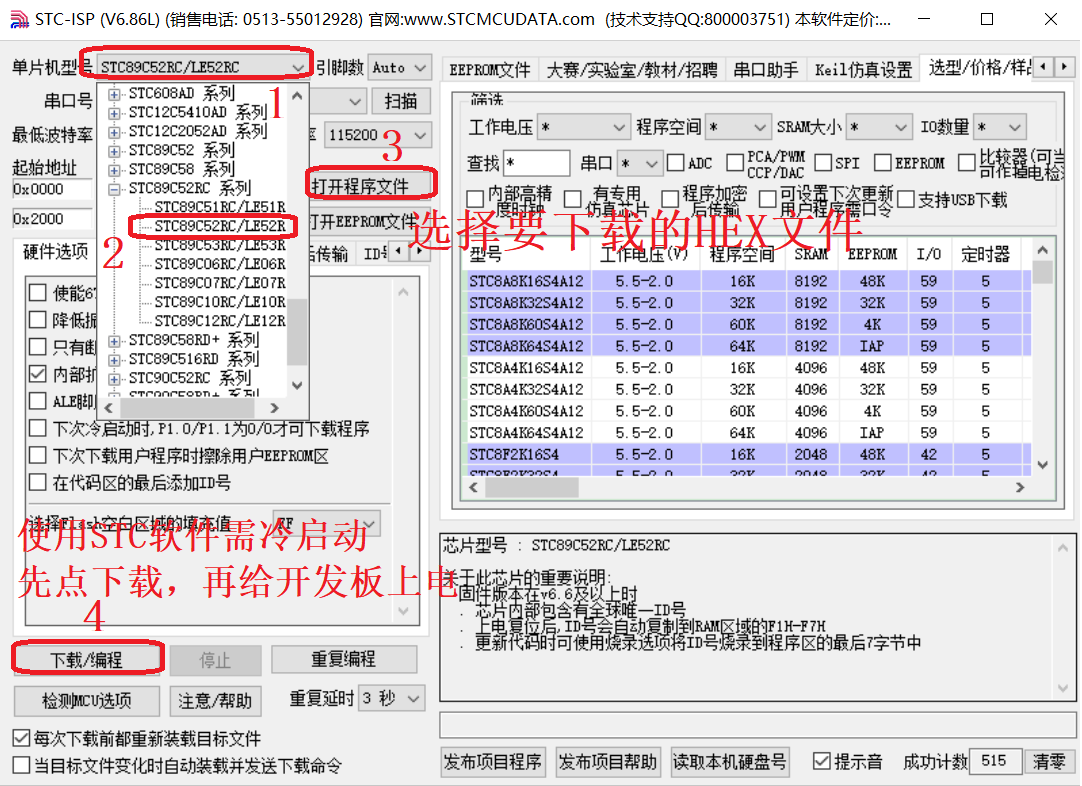 STC-ISP (V6.86L) (销售电话: 0513-55012928) 官网:www.STCMCUDATA.com (技术支持QQ:800003751) 本软件定价:...
单片机型号 STC89C52RC/LE52RC 引脚数 Auto
串口号 扫描
最低波特率 115200
起始地址
0x0000 打开程序文件
0x2000 打开EEPROM文件
STC608AD 系列
STC12C5410AD 系列
STC12C2052AD 系列
STC89C52 系列
STC89C58 系列
STC89C52RC 系列
STC89C51RC/LE51R
STC89C52RC/LE52R
STC89C53RC/LE53R
STC89C06RC/LE06R
STC89C07RC/LE07R
STC89C10RC/LE10R
STC89C12RC/LE12R
STC89C58RD+ 系列
STC89C516RD 系列
STC90C52RC 系列
STC90C58RD+ 系列
1
2
3
选择要下载的HEX文件
硬件选项 后传输 ID号
使能6
降低振
只有断
内部扩
ALE脚
下次冷启动时,P1.0/P1.1为0/0才可下载程序
下次下载用户程序时擦除用户EEPROM区
在代码区的最后添加ID号
选择Flash空白区域的填充值 FF
使用STC软件需冷启动
先点下载，再给开发板上电
4
下载/编程 停止 重复编程
检测MCU选项 注意/帮助 重复延时 3 秒
每次下载前都重新装载目标文件
当目标文件变化时自动装载并发送下载命令
EEPROM文件 大赛/实验室/教材/招聘 串口助手 Keil仿真设置 选型/价格/样品
筛选
工作电压 * 程序空间 * SRAM大小 * IO数量 *
查找 * 串口 * ADC PCA/PWM CCP/DAC SPI EEPROM 比较器(可当 可作掉电检测
内部高精度时钟 有专用仿真芯片 程序加密后传输 可设置下次更新用户程序需口令 支持USB下载
型号 工作电压(V) 程序空间 SRAM EEPROM I/O 定时器
STC8A8K16S4A12 5.5-2.0 16K 8192 48K 59 5
STC8A8K32S4A12 5.5-2.0 32K 8192 32K 59 5
STC8A8K60S4A12 5.5-2.0 60K 8192 4K 59 5
STC8A8K64S4A12 5.5-2.0 64K 8192 IAP 59 5
STC8A4K16S4A12 5.5-2.0 16K 4096 48K 59 5
STC8A4K32S4A12 5.5-2.0 32K 4096 32K 59 5
STC8A4K60S4A12 5.5-2.0 60K 4096 4K 59 5
STC8A4K64S4A12 5.5-2.0 64K 4096 IAP 59 5
STC8F2K16S4 5.5-2.0 16K 2048 48K 42 5
STC8F2K32S4 5.5-2.0 32K 2048 32K 42 5
芯片型号 : STC89C52RC/LE52RC
关于此芯片的重要说明:
固件版本在v6.6及以上时
. 芯片内部包含有全球唯一ID号
. 上电复位后,ID号会自动复制到RAM区域的F1H-F7H
. 更新代码时可使用烧录选项将ID号烧录到程序区的最后7字节中
发布项目程序 发布项目帮助 读取本机硬盘号 提示音 成功计数 515 清零